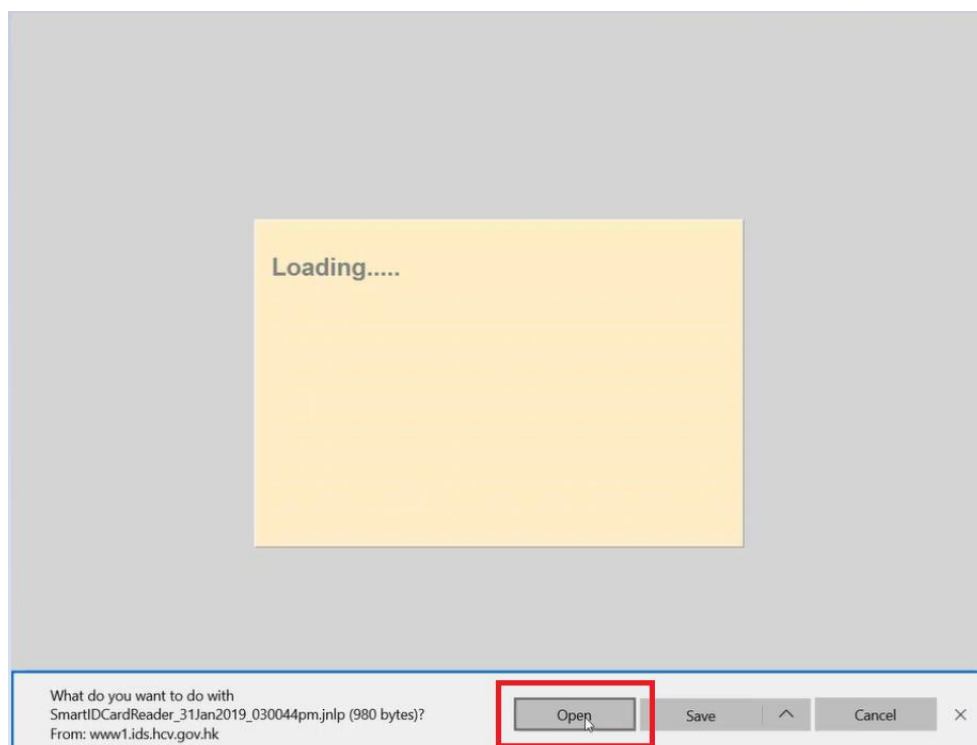 Loading.....
What do you want to do with
SmartIDCardReader_31Jan2019_030044pm.jnlp (980 bytes)?
From: www1.ids.hcv.gov.hk
Open
Save
Cancel